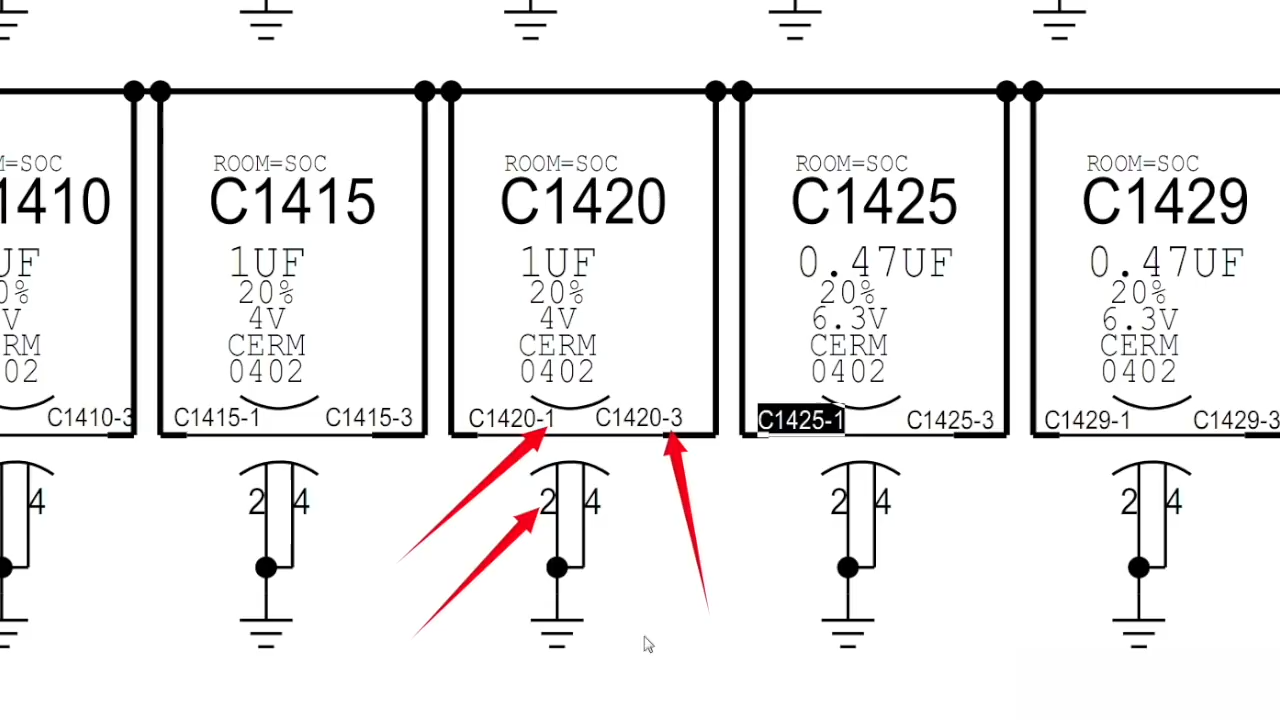 M=SOC
1410
UF
0%
V
RM
02
C1410-3
4
ROOM=SOC
C1415
1UF
20%
4V
CERM
0402
C1415-1 C1415-3
2 4
ROOM=SOC
C1420
1UF
20%
4V
CERM
0402
C1420-1 C1420-3
2 4
ROOM=SOC
C1425
0.47UF
20%
6.3V
CERM
0402
C1425-1 C1425-3
2 4
ROOM=SOC
C1429
0.47UF
20%
6.3V
CERM
0402
C1429-1 C1429-3
2 4